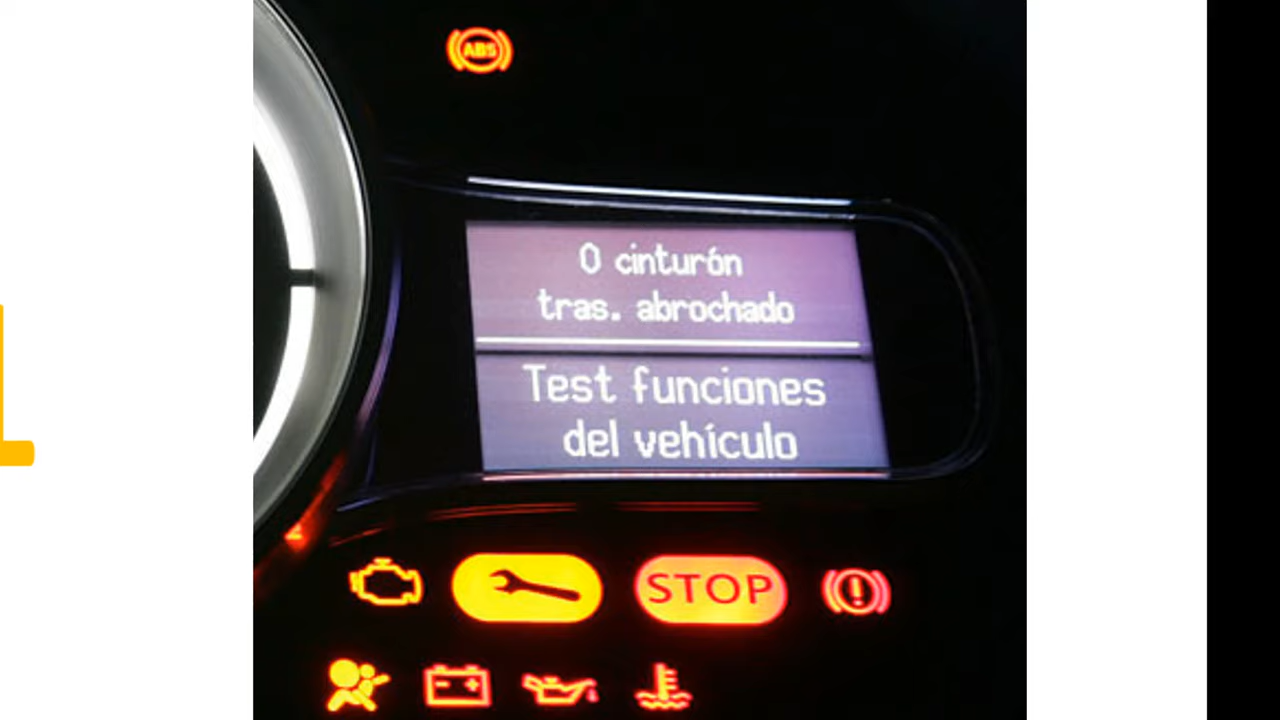 ABS
0 cinturón
tras. abrochado
Test funciones
del vehículo
STOP